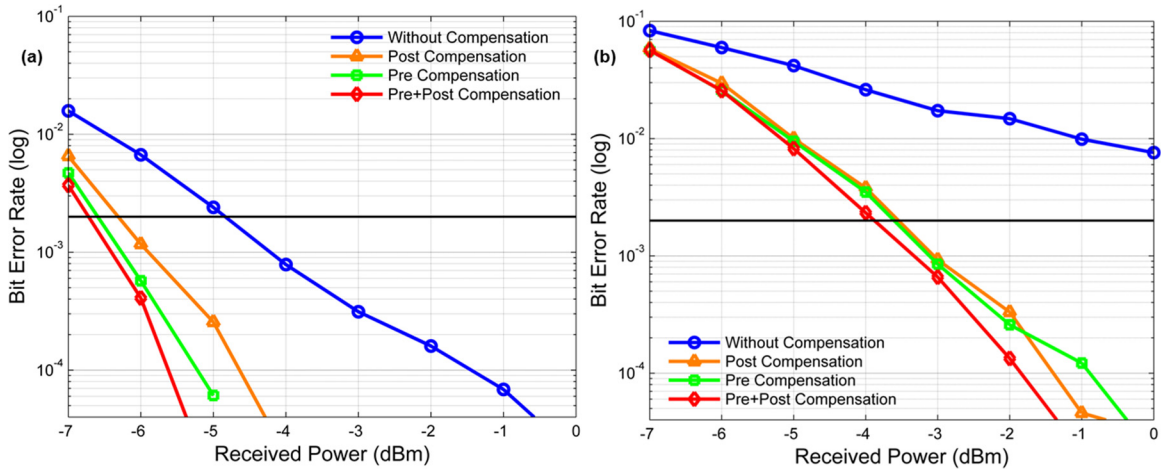 (a)
Without Compensation
Post Compensation
Pre Compensation
Pre+Post Compensation
10⁻¹
10⁻²
10⁻³
10⁻⁴
Bit Error Rate (log)
-7 -6 -5 -4 -3 -2 -1 0
Received Power (dBm)
(b)
10⁻¹
10⁻²
10⁻³
10⁻⁴
Bit Error Rate (log)
Without Compensation
Post Compensation
Pre Compensation
Pre+Post Compensation
-7 -6 -5 -4 -3 -2 -1 0
Received Power (dBm)